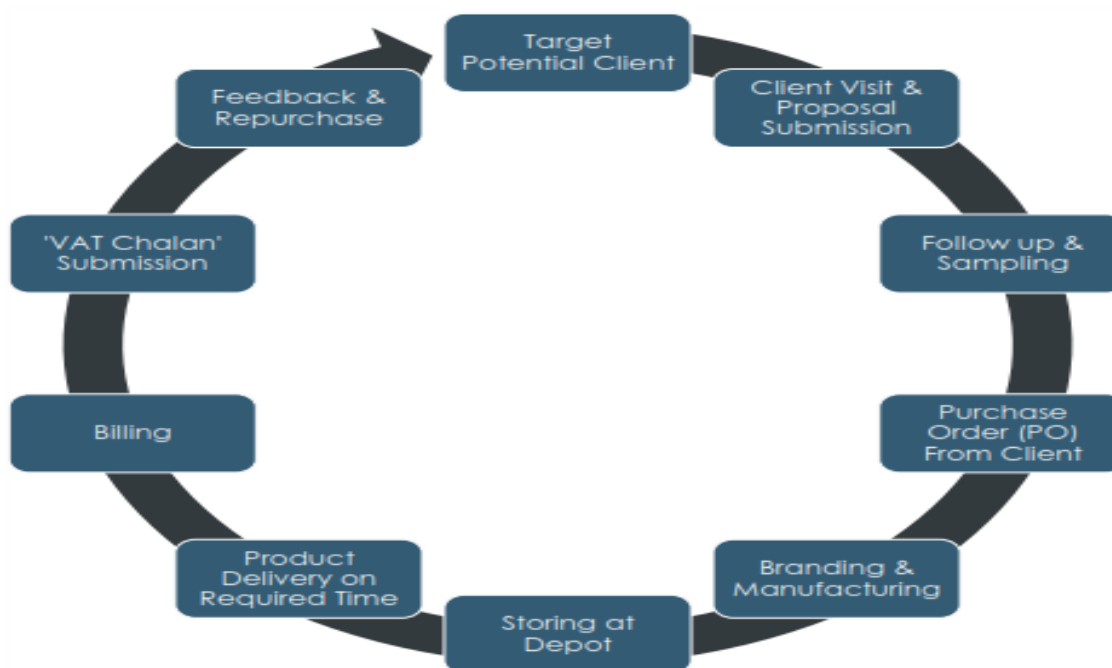 Target
Potential Client
Client Visit &
Proposal
Submission
Follow up &
Sampling
Purchase
Order (PO)
From Client
Branding &
Manufacturing
Storing at
Depot
Product
Delivery on
Required Time
Billing
'VAT Chalan'
Submission
Feedback &
Repurchase